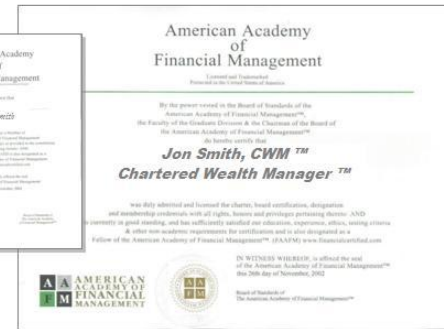 Academy
f
anagement
mith
American Academy
of
Financial Management
Licensed and Trademarked
Protected in the United States of America
By the power vested in the Board of Standards of the
American Academy of Financial Management™,
the Faculty of the Graduate Division & the Chairman of the Board of
the American Academy of Financial Management™
do hereby certifys that
Jon Smith, CWM ™
Chartered Wealth Manager ™
was duly admitted and licensed the charter, board certification, designation
and membership credentials with all rights, honors and privileges pertaining thereto AND
is currently in good standing, and has sufficiently satisfied our education, experience, ethics, testing criteria
& other non academic requirements for certification and is also designated as a
Fellow of the American Academy of Financial Management™. (FAAFM) www.financialcertified.com
AAFM
AMERICAN
ACADEMY OF
FINANCIAL
MANAGEMENT
IN WITNESS WHEREOF, is affixed the seal
of the American Academy of Financial Management™
this 26th day of November, 2002
Board of Standards of
The American Academy of Financial Management™